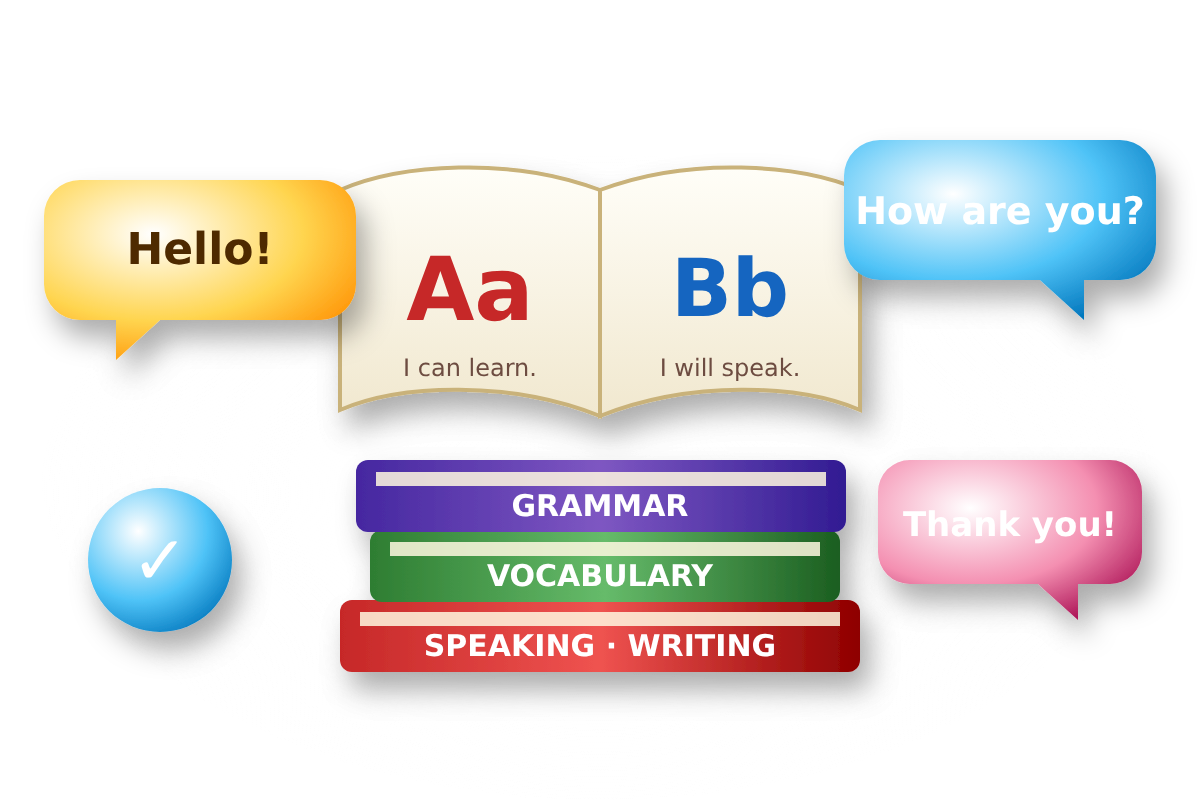 Hello!
How are you?
Aa
Bb
I can learn.
I will speak.
GRAMMAR
VOCABULARY
SPEAKING · WRITING
✓
Thank you!